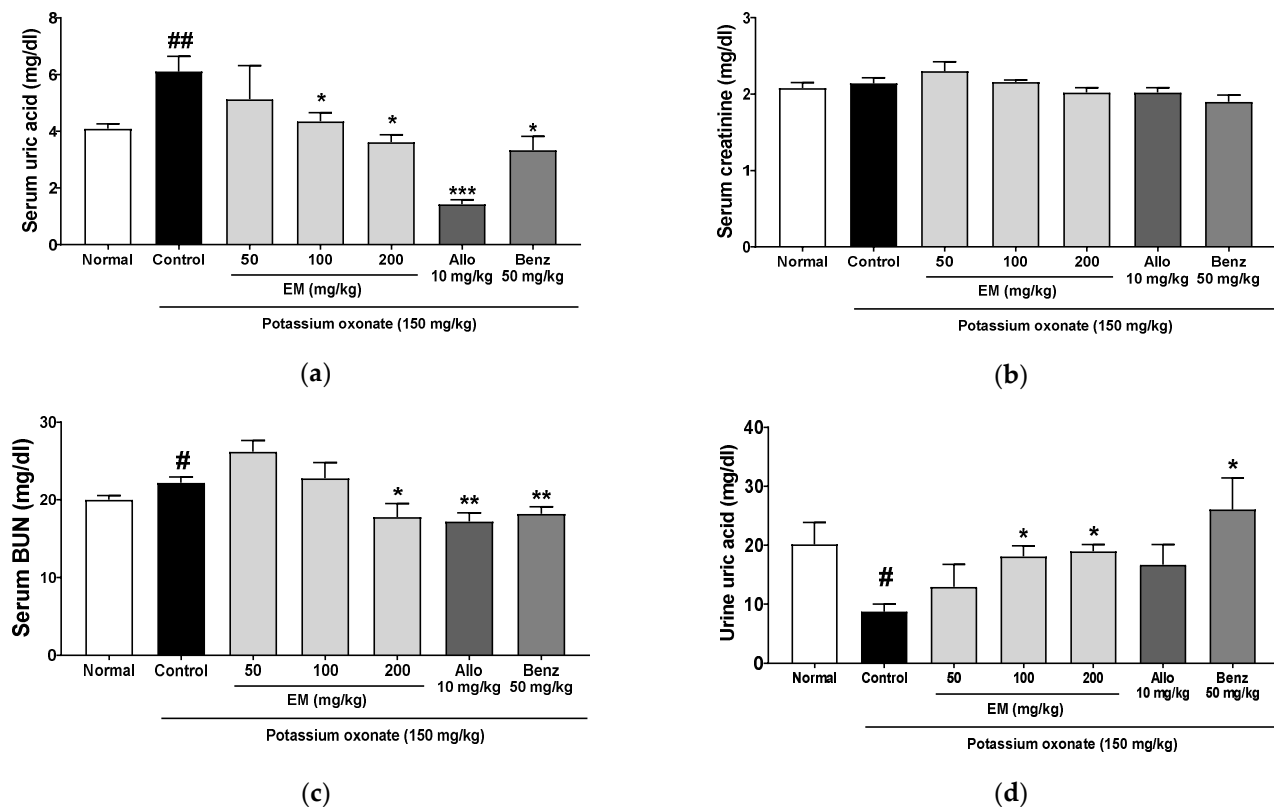 Serum uric acid (mg/dl)
8
6
4
2
0
##
*
*
***
*
Normal Control 50 100 200 Allo 10 mg/kg Benz 50 mg/kg
EM (mg/kg)
Potassium oxonate (150 mg/kg)
(a)
Serum creatinine (mg/dl)
3
2
1
0
Normal Control 50 100 200 Allo 10 mg/kg Benz 50 mg/kg
EM (mg/kg)
Potassium oxonate (150 mg/kg)
(b)
Serum BUN (mg/dl)
30
20
10
0
#
*
**
**
Normal Control 50 100 200 Allo 10 mg/kg Benz 50 mg/kg
EM (mg/kg)
Potassium oxonate (150 mg/kg)
(c)
Urine uric acid (mg/dl)
40
30
20
10
0
#
*
*
*
Normal Control 50 100 200 Allo 10 mg/kg Benz 50 mg/kg
EM (mg/kg)
Potassium oxonate (150 mg/kg)
(d)